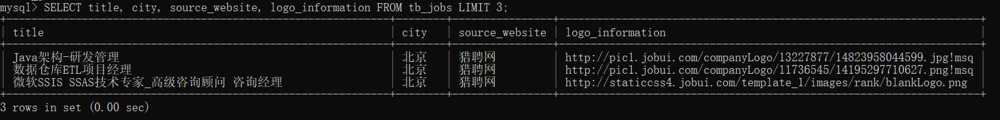 mysql> SELECT title, city, source_website, logo_information FROM tb_jobs LIMIT 3;
| title | city | source_website | logo_information |
| Java架构-研发管理 | 北京 | 猎聘网 | http://pic1.jobui.com/companyLogo/13227877/14823958044599.jpg!msq |
| 数据仓库ETL项目经理 | 北京 | 猎聘网 | http://pic1.jobui.com/companyLogo/11736545/14195297710627.png!msq |
| 微软SSIS SSAS技术专家_高级咨询顾问 咨询经理 | 北京 | 猎聘网 | http://staticcss4.jobui.com/template_1/images/rank/blankLogo.png |
3 rows in set (0.00 sec)